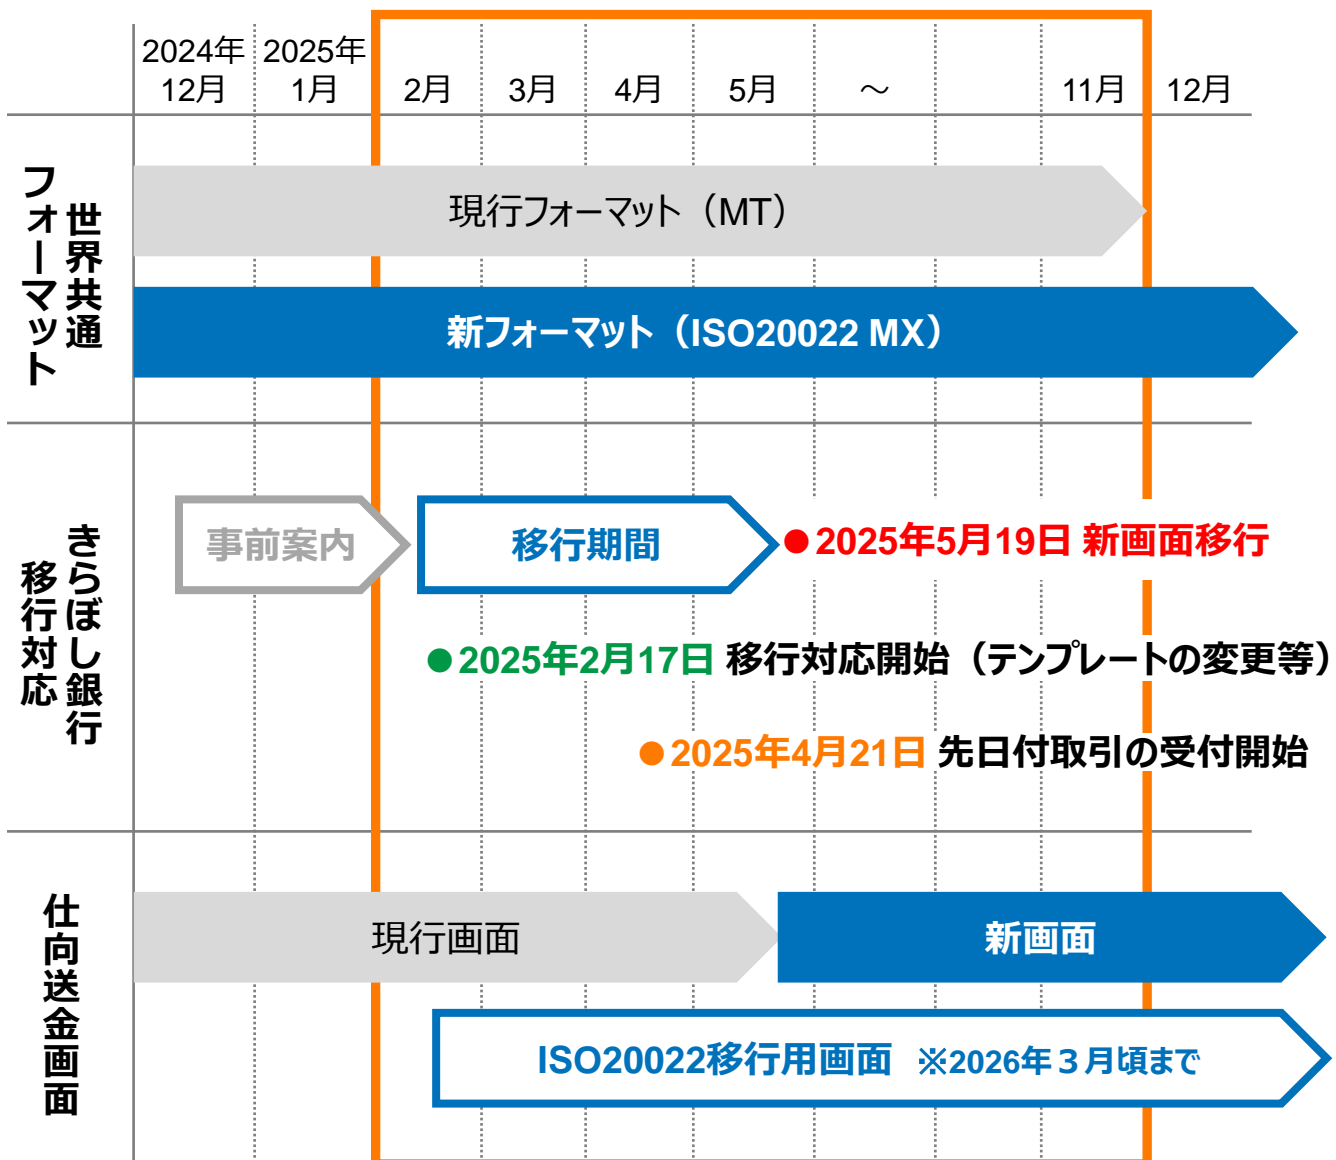 2024年
12月
2025年
1月
2月
3月
4月
5月
～
11月
12月
世界共通
フォーマット
現行フォーマット（MT）
新フォーマット（ISO20022 MX）
きらぼし銀行
移行対応
事前案内
移行期間
●2025年5月19日 新画面移行
●2025年2月17日 移行対応開始（テンプレートの変更等）
●2025年4月21日 先日付取引の受付開始
仕向送金画面
現行画面
新画面
ISO20022移行用画面 ※2026年３月頃まで